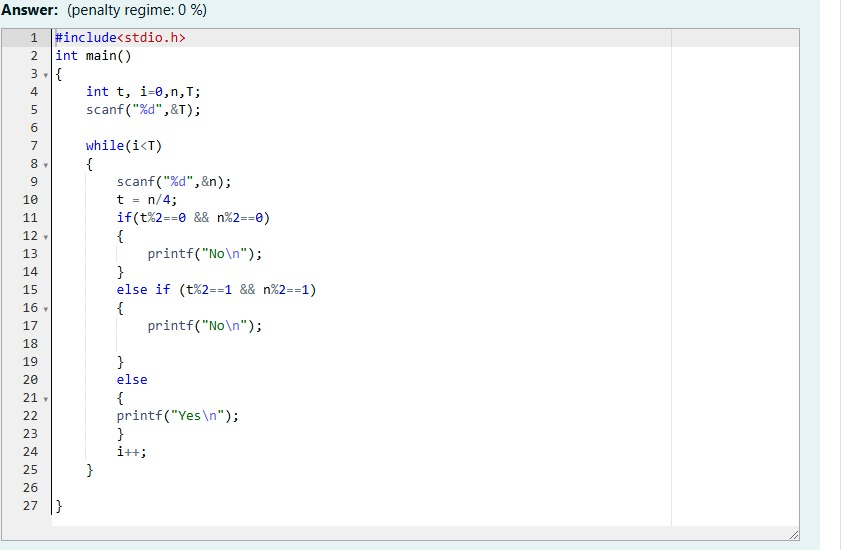 Answer: (penalty regime: 0 %)
1 #include<stdio.h>
2 int main()
3 {
4 int t, i=0,n,T;
5 scanf("%d",&T);
6
7 while(i<T)
8 {
9 scanf("%d",&n);
10 t = n/4;
11 if(t%2==0 && n%2==0)
12 {
13 printf("No\n");
14 }
15 else if (t%2==1 && n%2==1)
16 {
17 printf("No\n");
18
19 }
20 else
21 {
22 printf("Yes\n");
23 }
24 i++;
25 }
26
27 }